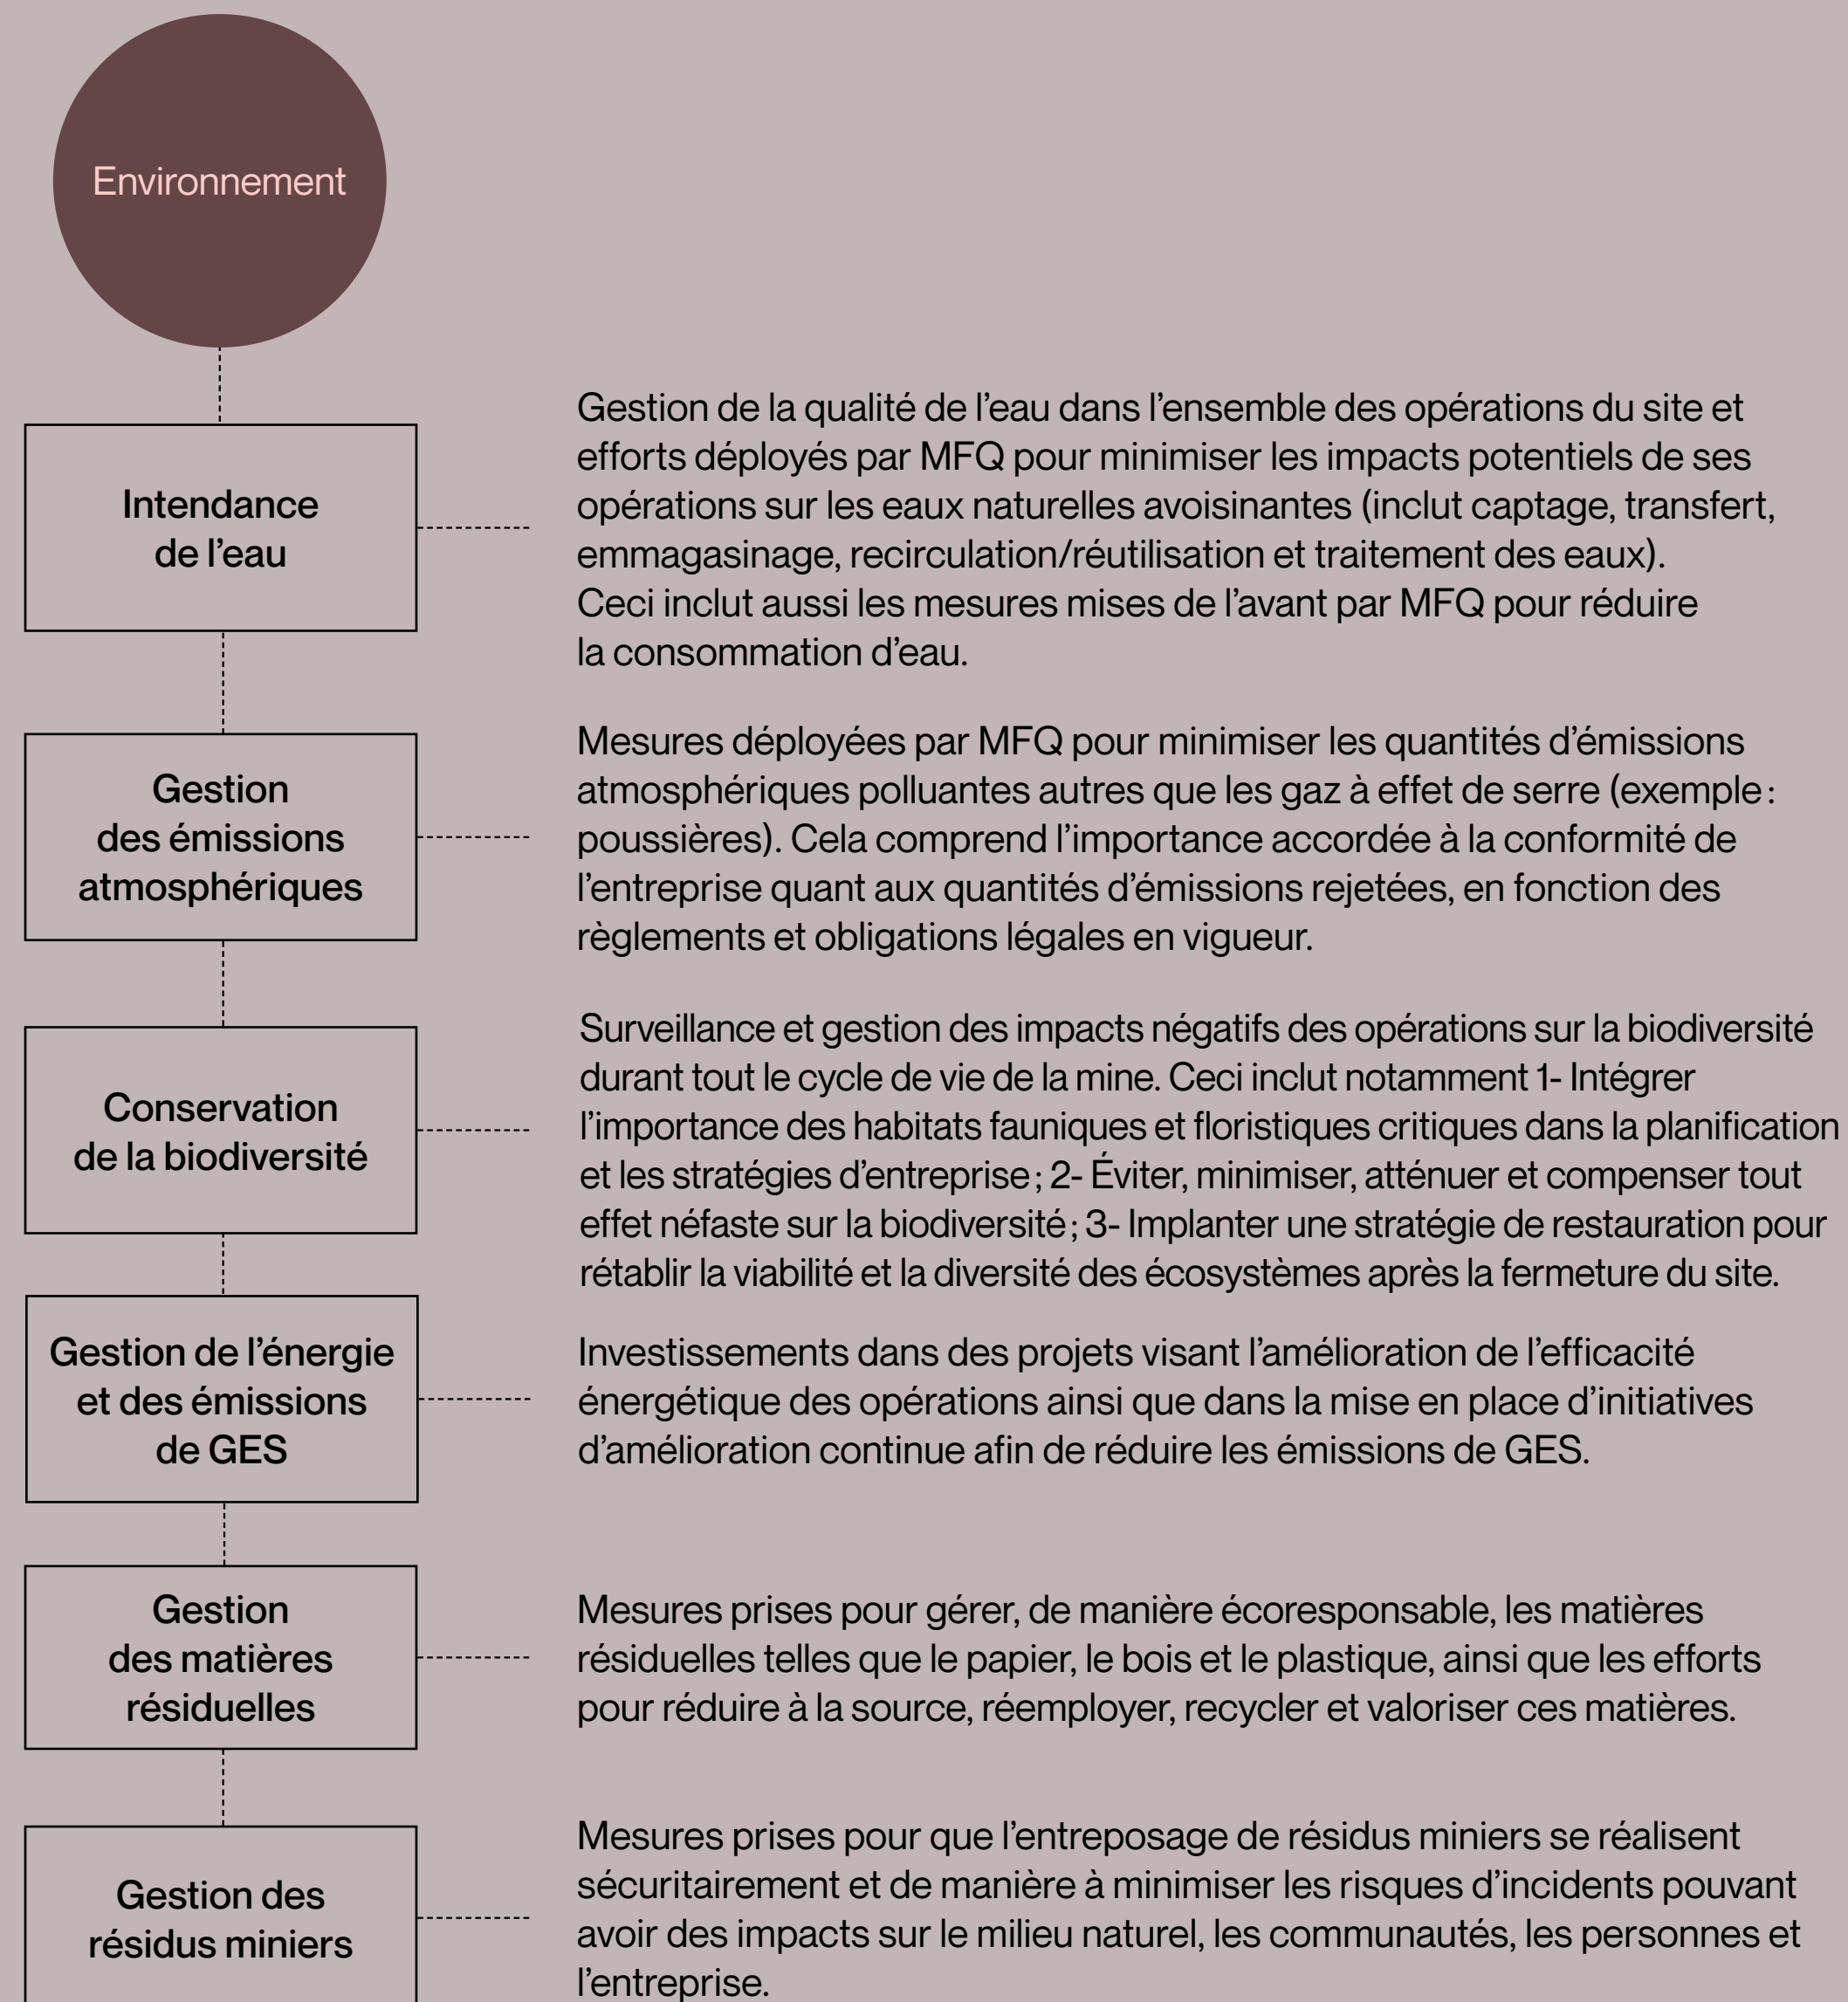 Environnement
Intendance
de l’eau
Gestion de la qualité de l’eau dans l’ensemble des opérations du site et
efforts déployés par MFQ pour minimiser les impacts potentiels de ses
opérations sur les eaux naturelles avoisinantes (inclut captage, transfert,
emmagasinage, recirculation/réutilisation et traitement des eaux).
Ceci inclut aussi les mesures mises de l’avant par MFQ pour réduire
la consommation d’eau.
Gestion
des émissions
atmosphériques
Mesures déployées par MFQ pour minimiser les quantités d’émissions
atmosphériques polluantes autres que les gaz à effet de serre (exemple :
poussières). Cela comprend l’importance accordée à la conformité de
l’entreprise quant aux quantités d’émissions rejetées, en fonction des
règlements et obligations légales en vigueur.
Conservation
de la biodiversité
Surveillance et gestion des impacts négatifs des opérations sur la biodiversité
durant tout le cycle de vie de la mine. Ceci inclut notamment 1- Intégrer
l’importance des habitats fauniques et floristiques critiques dans la planification
et les stratégies d’entreprise ; 2- Éviter, minimiser, atténuer et compenser tout
effet néfaste sur la biodiversité ; 3- Implanter une stratégie de restauration pour
rétablir la viabilité et la diversité des écosystèmes après la fermeture du site.
Gestion de l’énergie
et des émissions
de GES
Investissements dans des projets visant l’amélioration de l’efficacité
énergétique des opérations ainsi que dans la mise en place d’initiatives
d’amélioration continue afin de réduire les émissions de GES.
Gestion
des matières
résiduelles
Mesures prises pour gérer, de manière écoresponsable, les matières
résiduelles telles que le papier, le bois et le plastique, ainsi que les efforts
pour réduire à la source, réemployer, recycler et valoriser ces matières.
Gestion des
résidus miniers
Mesures prises pour que l’entreposage de résidus miniers se réalisent
sécuritairement et de manière à minimiser les risques d’incidents pouvant
avoir des impacts sur le milieu naturel, les communautés, les personnes et
l’entreprise.